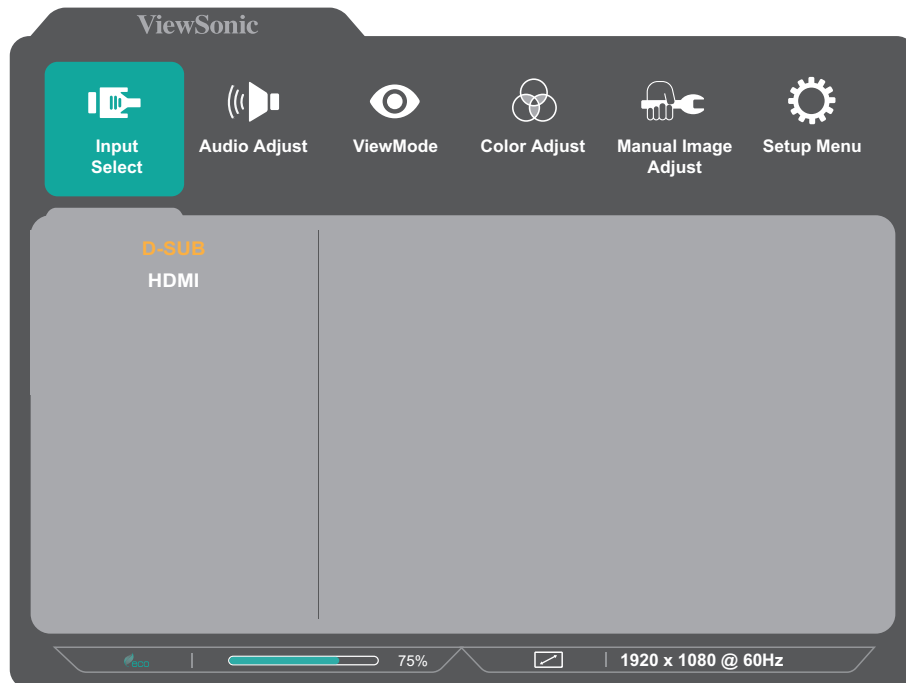 ViewSonic
Input
Select
Audio Adjust
ViewMode
Color Adjust
Manual Image
Adjust
Setup Menu
D-SUB
HDMI
eco
75%
1920 x 1080 @ 60Hz